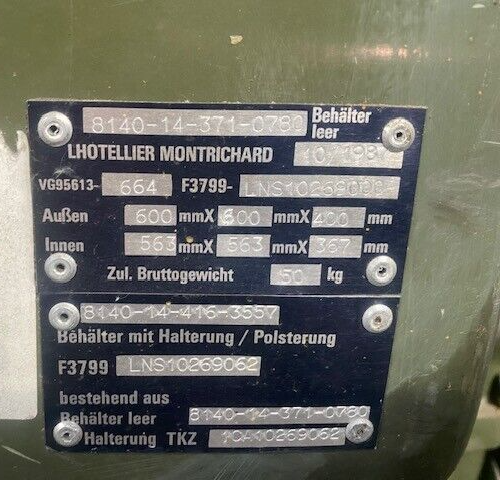 8140-14-371-0780 Behälter leer
LHOTELLIER MONTRICHARD 10/1981
VG95613- 664 F3799- LNS10269000
Außen 600 mmX 600 mmX 400 mm
Innen 563 mmX 563 mmX 367 mm
Zul. Bruttogewicht 50 kg
8140-14-416-3557
Behälter mit Halterung / Polsterung
F3799 LNS10269062
bestehend aus
Behälter leer 8140-14-371-0780
Halterung TKZ 10A10269062